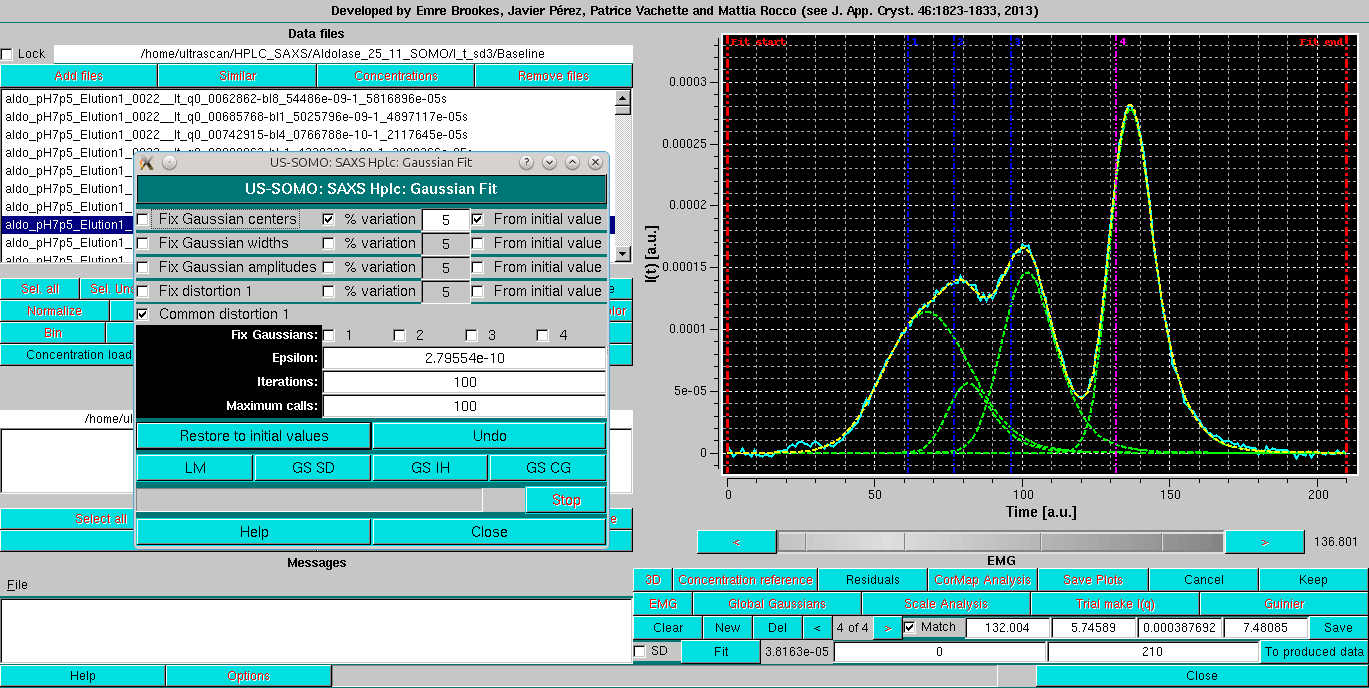 Developed by Emre Brookes, Javier Pérez, Patrice Vachette and Mattia Rocco (see J. App. Cryst. 46:1823-1833, 2013)
Data files
Lock /home/ultrascan/HPLC_SAXS/Aldolase_25_11_SOMO/I_t_sd3/Baseline
Add files Similar Concentrations Remove files
aldo_pH7p5_Elution1_0022__It_q0_0062862-bl8_54486e-09-1_5816896e-05s
aldo_pH7p5_Elution1_0022__It_q0_00685768-bl1_5025796e-09-1_4897117e-05s
aldo_pH7p5_Elution1_0022__It_q0_00742915-bl4_0766788e-10-1_2117645e-05s
aldo_pH7p5_Elution1_
aldo_pH7p5_Elution1_
aldo_pH7p5_Elution1_
aldo_pH7p5_Elution1_
aldo_pH7p5_Elution1_
aldo_pH7p5_Elution1_
Sel. all Sel. Uns
Normalize
Bin
Concentration load
/home/ul
Select all
US-SOMO: SAXS Hplc: Gaussian Fit
US-SOMO: SAXS Hplc: Gaussian Fit
Fix Gaussian centers % variation 5 From initial value
Fix Gaussian widths % variation 5 From initial value
Fix Gaussian amplitudes % variation 5 From initial value
Fix distortion 1 % variation 5 From initial value
Common distortion 1
Fix Gaussians: 1 2 3 4
Epsilon: 2.79554e-10
Iterations: 100
Maximum calls: 100
Restore to initial values Undo
LM GS SD GS IH GS CG
Stop
Help Close
Messages
File
Help Options
Fit start 1 2 3 4 Fit end
I(t) [a.u.]
0.0003
0.00025
0.0002
0.00015
0.0001
5e-05
0
0 50 100 150 200
Time [a.u.]
< > 136.801
EMG
3D Concentration reference Residuals CorMap Analysis Save Plots Cancel Keep
EMG Global Gaussians Scale Analysis Trial make I(q) Guinier
Clear New Del < 4 of 4 > Match 132.004 5.74589 0.000387692 7.48085 Save
SD Fit 3.8163e-05 0 210 To produced data
Close